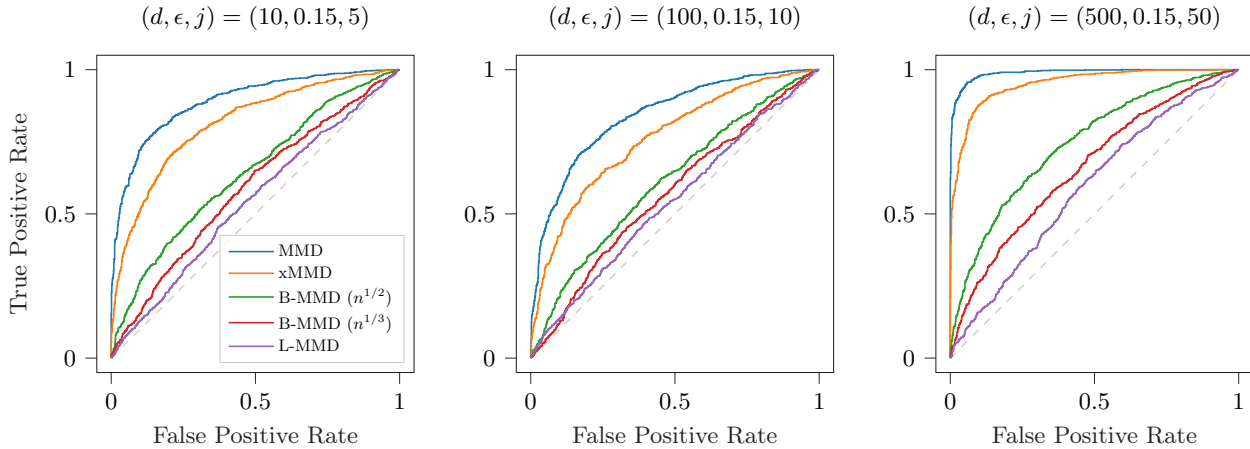 (d, ϵ, j) = (10, 0.15, 5)
(d, ϵ, j) = (100, 0.15, 10)
(d, ϵ, j) = (500, 0.15, 50)
True Positive Rate
1
0.5
0
MMD
xMMD
B-MMD (n^{1/2})
B-MMD (n^{1/3})
L-MMD
0 0.5 1
False Positive Rate
1
0.5
0
0 0.5 1
False Positive Rate
1
0.5
0
0 0.5 1
False Positive Rate